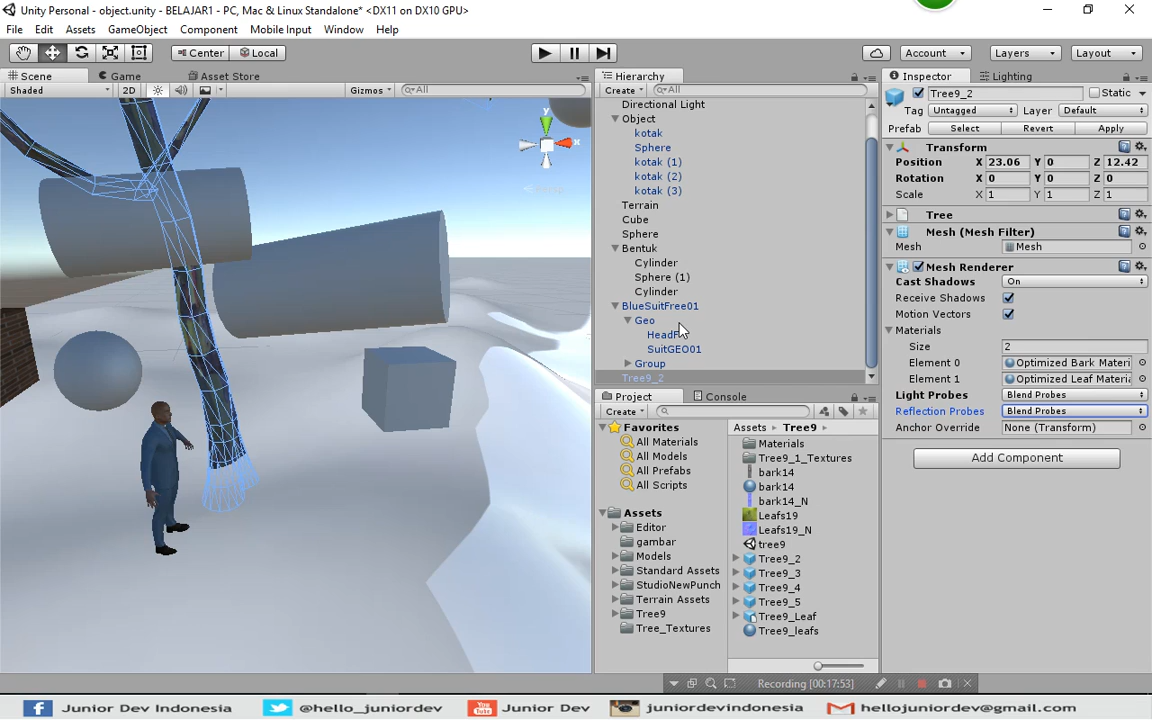 Unity Personal - object.unity - BELAJAR1 - PC, Mac & Linux Standalone* <DX11 on DX10 GPU>
File Edit Assets GameObject Component Mobile Input Window Help
Center Local Account Layers Layout
Scene Game Asset Store
Shaded 2D Gizmos All
y
x
Persp
Hierarchy
Create All
Directional Light
Object
kotak
Sphere
kotak (1)
kotak (2)
kotak (3)
Terrain
Cube
Sphere
Bentuk
Cylinder
Sphere (1)
Cylinder
BlueSuitFree01
Geo
SuitGEO01
Group
Tree9_2
Project Console
Create
Favorites
All Materials
All Models
All Prefabs
All Scripts
Assets
Editor
gambar
Models
Standard Assets
StudioNewPunch
Terrain Assets
Tree9
Tree_Textures
Assets Tree9
Materials
Tree9_1_Textures
bark14
bark14
bark14_N
Leafs19
Leafs19_N
tree9
Tree9_2
Tree9_3
Tree9_4
Tree9_5
Tree9_Leaf
Tree9_leafs
Inspector Lighting
Tree9_2 Static
Tag Untagged Layer Default
Prefab Select Revert Apply
Transform
Position X 23.06 Y 0 Z 12.42
Rotation X 0 Y 0 Z 0
Scale X 1 Y 1 Z 1
Tree
Mesh (Mesh Filter)
Mesh Mesh
Mesh Renderer
Cast Shadows On
Receive Shadows
Motion Vectors
Materials
Size 2
Element 0 Optimized Bark Materi
Element 1 Optimized Leaf Materia
Light Probes Blend Probes
Reflection Probes Blend Probes
Anchor Override None (Transform)
Add Component
Recording [00:17:53]
Junior Dev Indonesia @hello_juniordev Junior Dev juniordevindonesia hellojuniordev@gmail.com